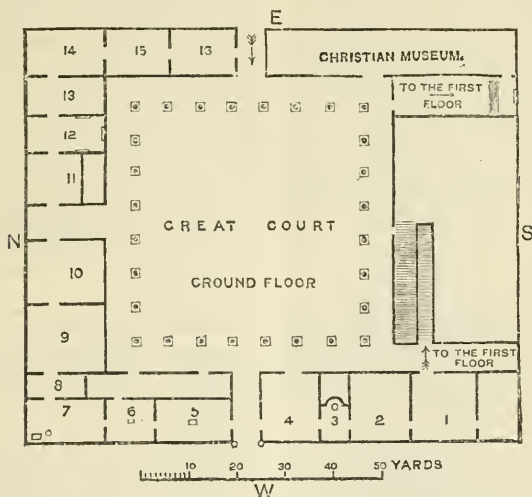 E
14 15 13 CHRISTIAN MUSEUM.
13 TO THE FIRST
FLOOR
12
11
N GREAT COURT S
10 GROUND FLOOR
9
TO THE FIRST
FLOOR
8
7 6 5 4 3 2 1
0 10 20 30 40 50 YARDS
W